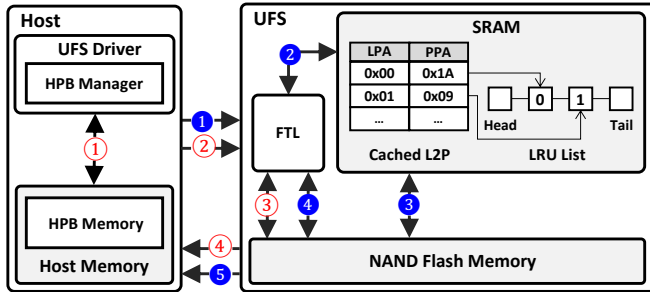 Host
UFS Driver
HPB Manager
1
HPB Memory
Host Memory
1
2
4
5
UFS
2
FTL
3
4
SRAM
LPA PPA
0x00 0x1A
0x01 0x09
... ...
Cached L2P
0 1
Head Tail
LRU List
3
NAND Flash Memory